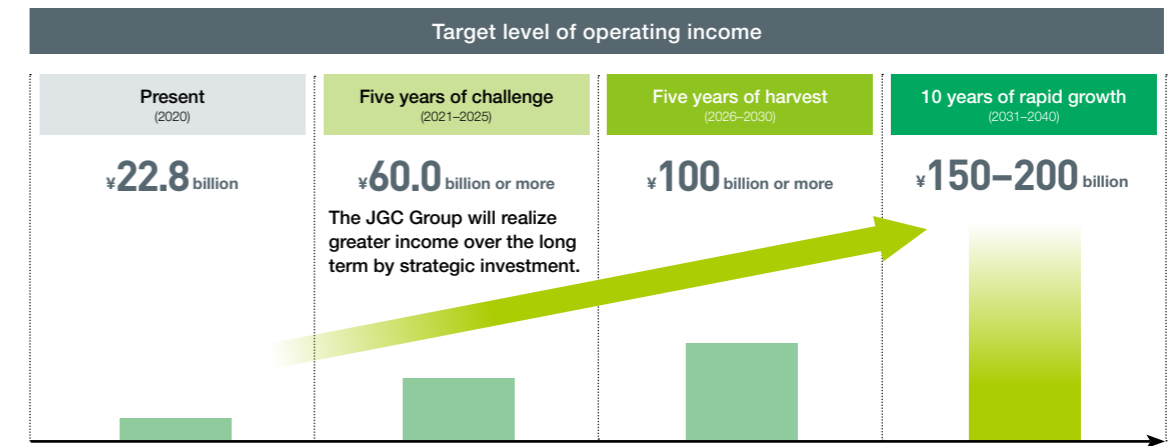 Target level of operating income
Present
(2020)
¥22.8 billion
Five years of challenge
(2021–2025)
¥60.0 billion or more
The JGC Group will realize
greater income over the long
term by strategic investment.
Five years of harvest
(2026–2030)
¥100 billion or more
10 years of rapid growth
(2031–2040)
¥150–200 billion